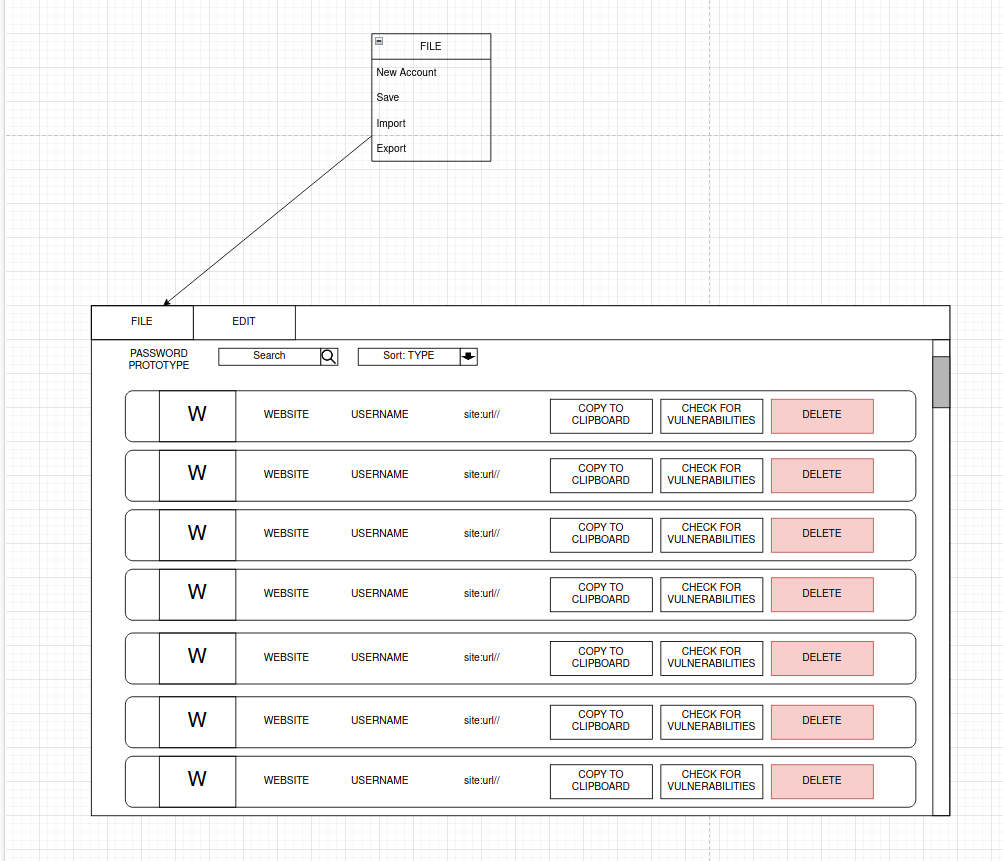 FILE
New Account
Save
Import
Export
FILE EDIT
PASSWORD
PROTOTYPE
Search
Sort: TYPE
W WEBSITE USERNAME site:url//
COPY TO
CLIPBOARD
CHECK FOR
VULNERABILITIES
DELETE
W WEBSITE USERNAME site:url//
COPY TO
CLIPBOARD
CHECK FOR
VULNERABILITIES
DELETE
W WEBSITE USERNAME site:url//
COPY TO
CLIPBOARD
CHECK FOR
VULNERABILITIES
DELETE
W WEBSITE USERNAME site:url//
COPY TO
CLIPBOARD
CHECK FOR
VULNERABILITIES
DELETE
W WEBSITE USERNAME site:url//
COPY TO
CLIPBOARD
CHECK FOR
VULNERABILITIES
DELETE
W WEBSITE USERNAME site:url//
COPY TO
CLIPBOARD
CHECK FOR
VULNERABILITIES
DELETE
W WEBSITE USERNAME site:url//
COPY TO
CLIPBOARD
CHECK FOR
VULNERABILITIES
DELETE